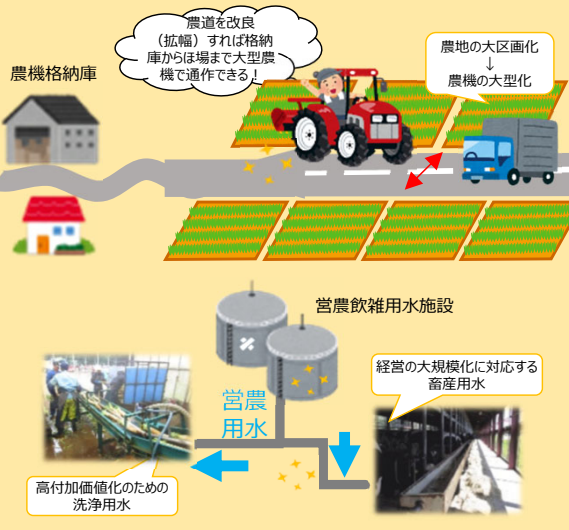 農道を改良
（拡幅）すれば格納
庫からほ場まで大型農
機で通作できる！
農機格納庫
農地の大区画化
↓
農機の大型化
営農飲雑用水施設
経営の大規模化に対応する
畜産用水
営農
用水
高付加価値化のための
洗浄用水